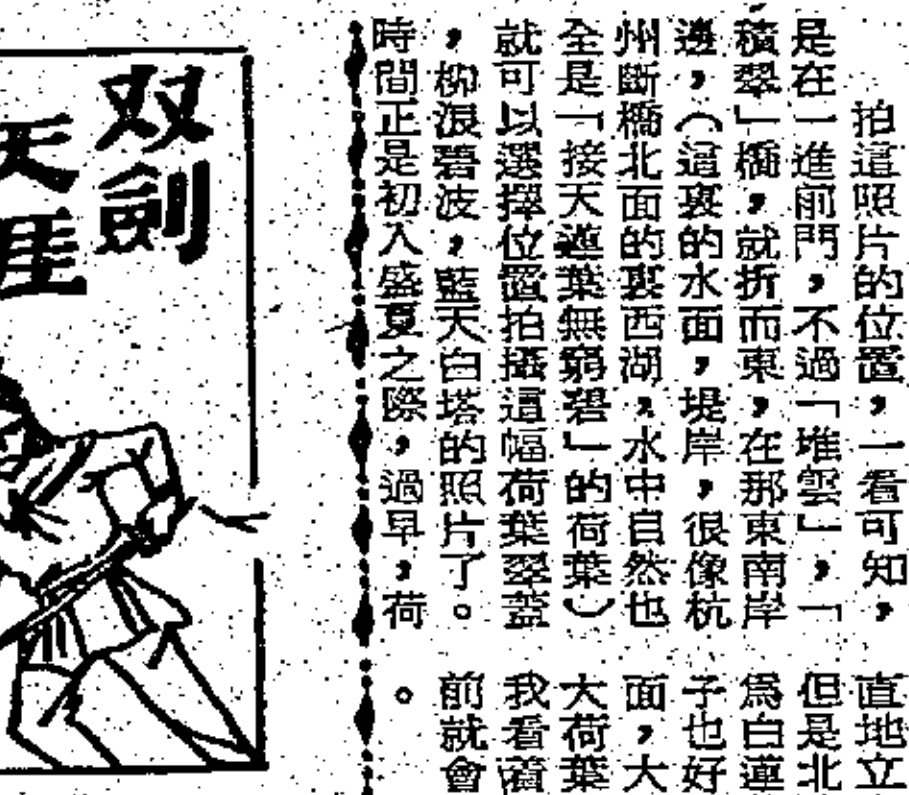 拍這照片的位置，一看可知，
是在一進前門，不過「堆雲」，「
積翠」橋，就折而東，在那東南岸
邊，（這裏的水面，堤岸，很像杭
州斷橋北面的裏西湖，水中自然也
全是「接天蓮葉無窮碧」的荷葉）
就可以選擇位置拍攝這幅荷葉翠蓋
，柳浪碧波，藍天白塔的照片了。
時間正是初入盛夏之際，過早，荷
直地立
但是北
爲白蓮
子也好
面，大
大荷葉
我看
前就會
。
双劍
天涯